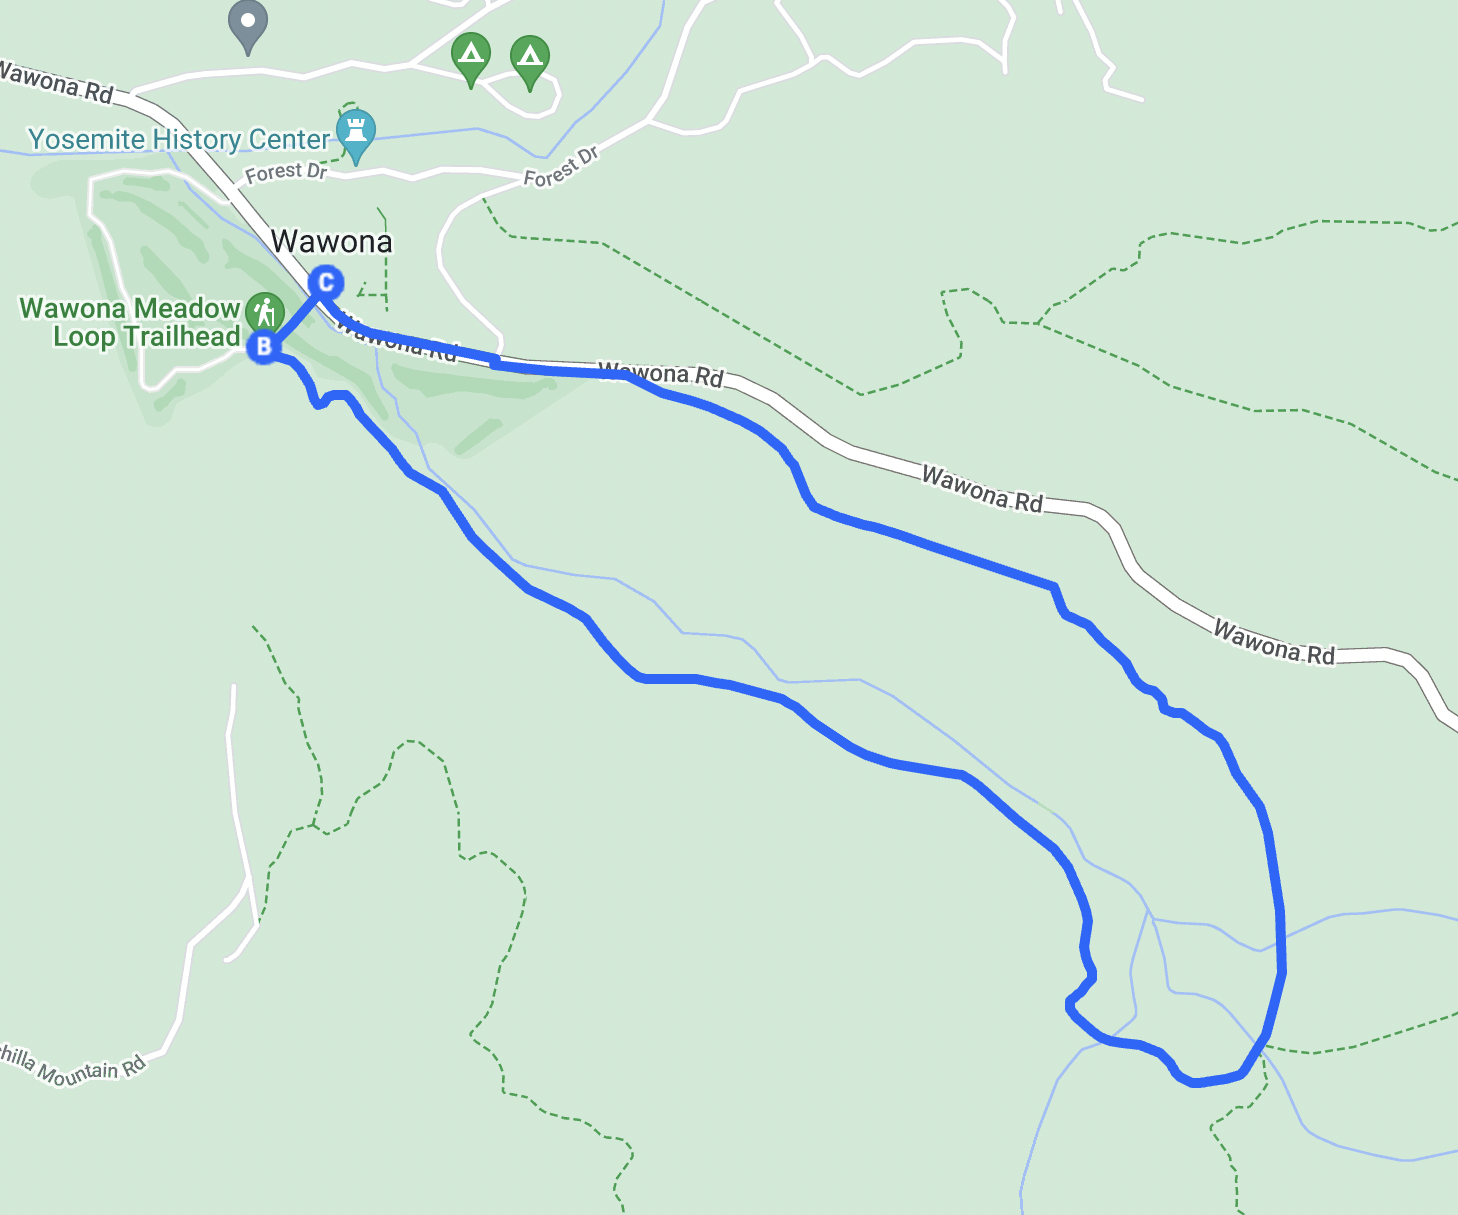 Wawona Rd
Yosemite History Center
Forest Dr
Forest Dr
Wawona
C
Wawona Meadow
Loop Trailhead
B
Wawona Rd
Wawona Rd
Wawona Rd
Wawona Rd
hilla Mountain Rd